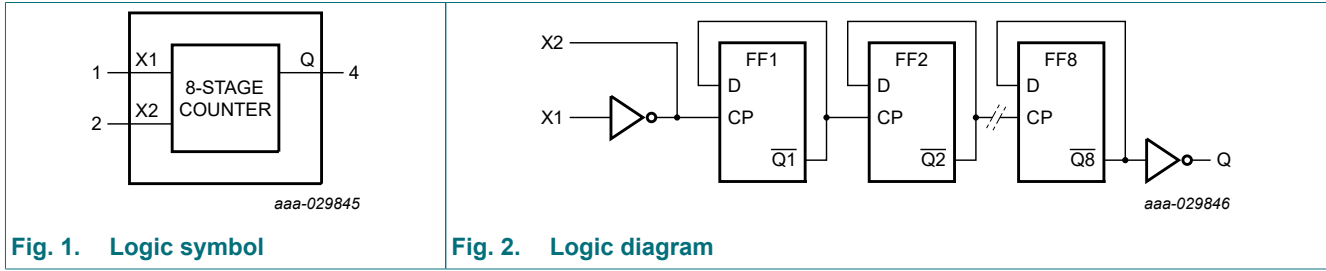 X1
Q
1
4
8-STAGE
COUNTER
X2
2
aaa-029845
Fig. 1. Logic symbol
X2
X1
FF1
D
CP
Q1
FF2
D
CP
Q2
FF8
D
CP
Q8
Q
aaa-029846
Fig. 2. Logic diagram